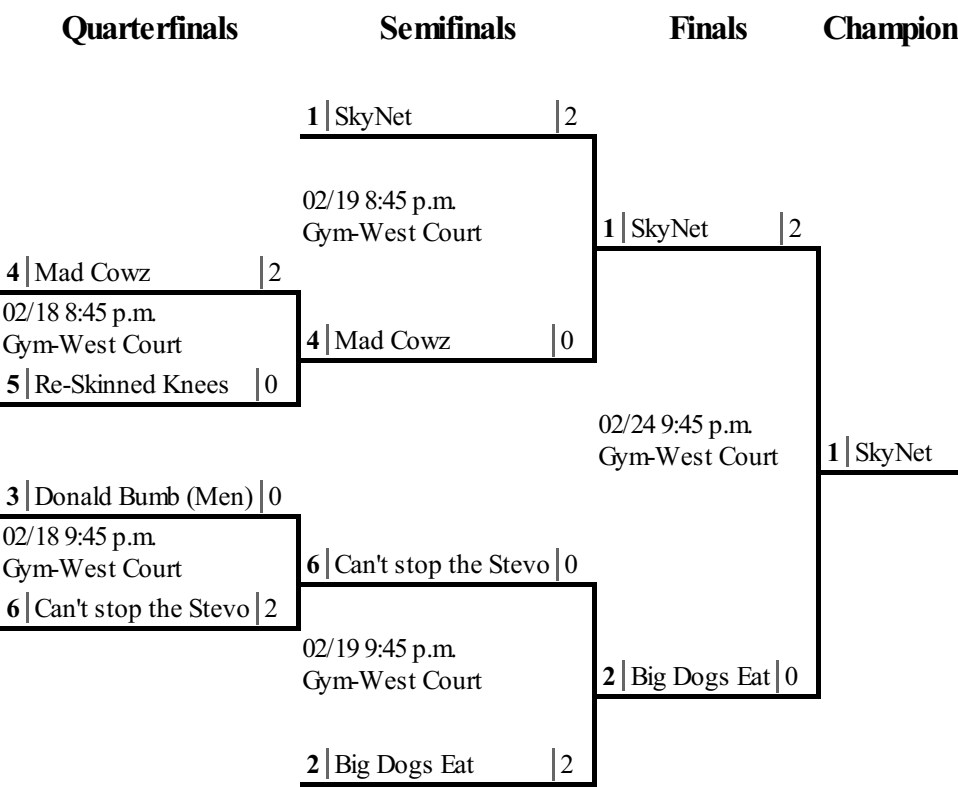 Quarterfinals Semifinals Finals Champion
1 SkyNet 2
02/19 8:45 p.m.
Gym-West Court
1 SkyNet 2
4 Mad Cowz 2
02/18 8:45 p.m.
Gym-West Court
4 Mad Cowz 0
5 Re-Skinned Knees 0
02/24 9:45 p.m.
Gym-West Court
1 SkyNet
3 Donald Bumb (Men) 0
02/18 9:45 p.m.
Gym-West Court
6 Can't stop the Stevo 0
6 Can't stop the Stevo 2
02/19 9:45 p.m.
Gym-West Court
2 Big Dogs Eat 0
2 Big Dogs Eat 2